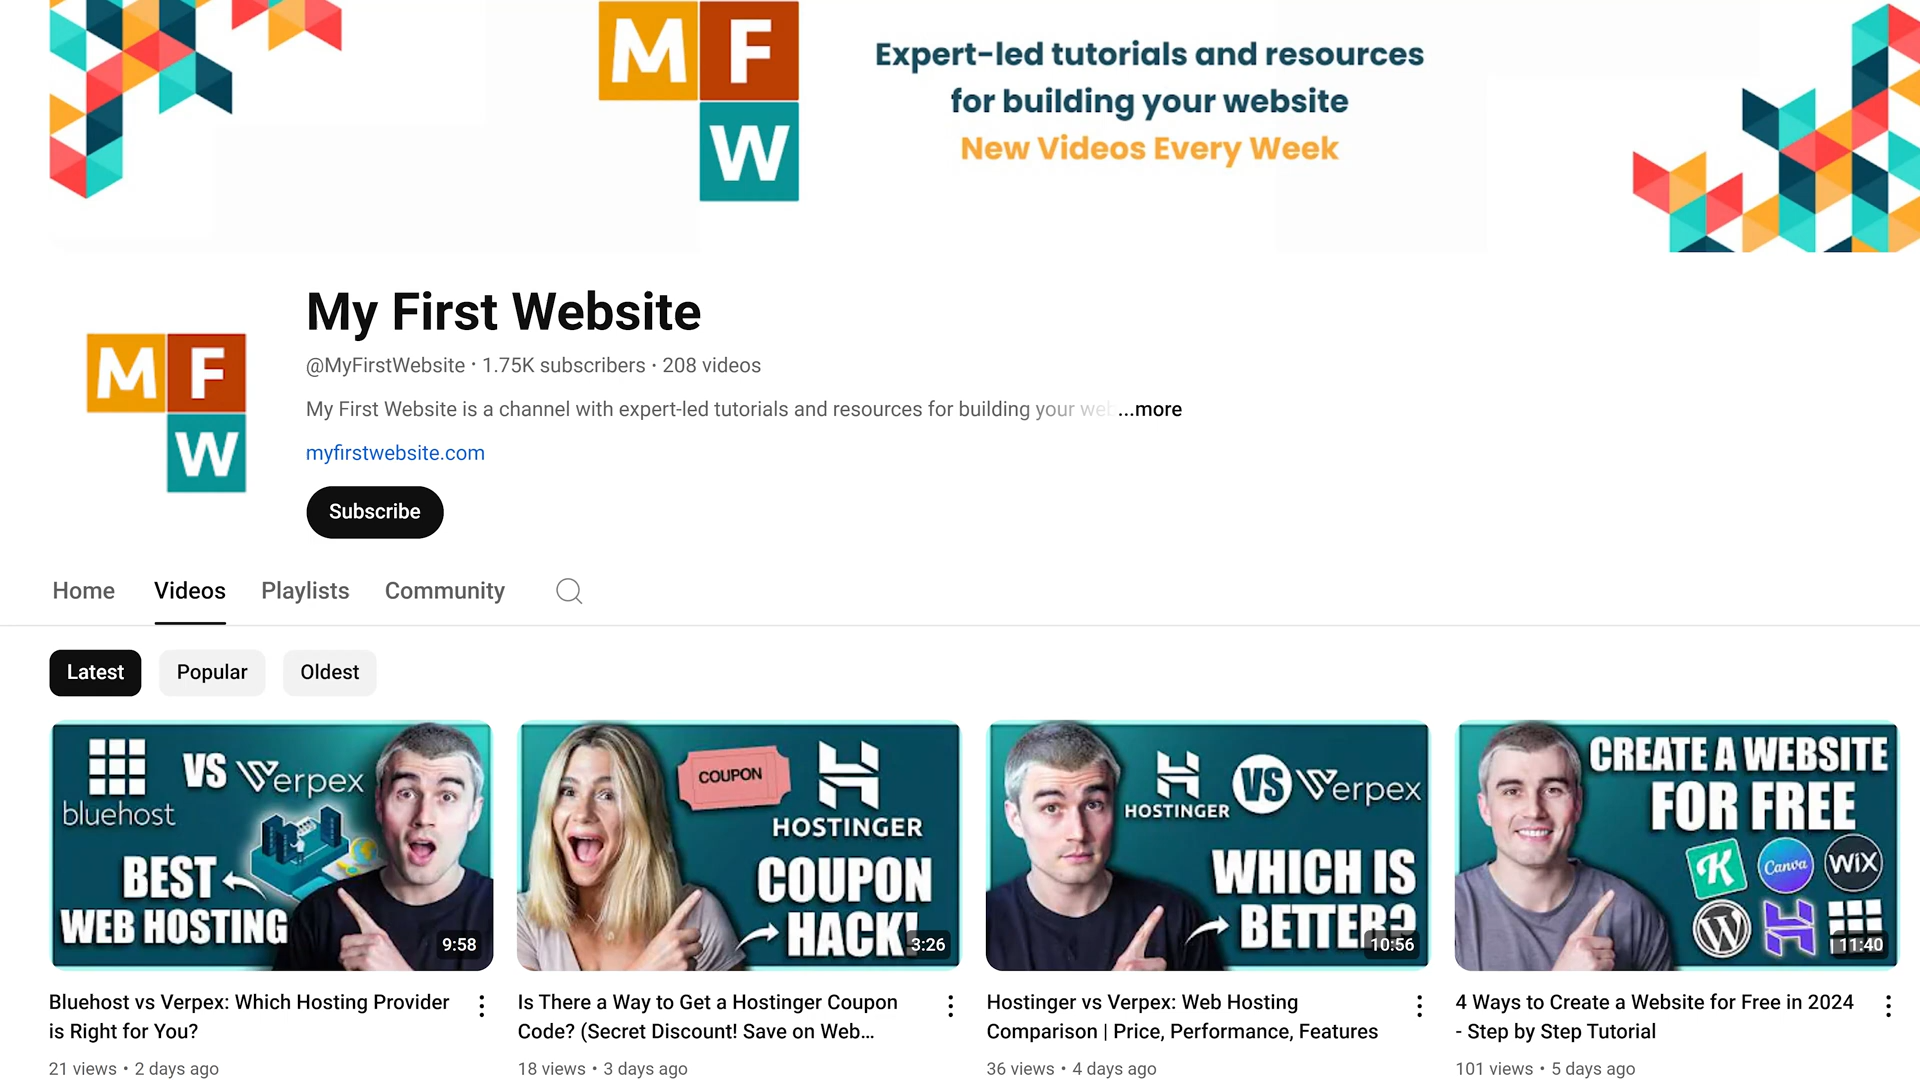 M F
W
Expert-led tutorials and resources
for building your website
New Videos Every Week
M F
W
My First Website
@MyFirstWebsite · 1.75K subscribers · 208 videos
My First Website is a channel with expert-led tutorials and resources for building your web ...more
myfirstwebsite.com
Subscribe
Home Videos Playlists Community
Latest Popular Oldest
bluehost VS Verpex
BEST
WEB HOSTING
9:58
COUPON
HOSTINGER
COUPON
HACK!
3:26
HOSTINGER VS Verpex
WHICH IS
BETTER?
10:56
CREATE A WEBSITE
FOR FREE
K Canva WIX
W
11:40
Bluehost vs Verpex: Which Hosting Provider
is Right for You?
21 views • 2 days ago
Is There a Way to Get a Hostinger Coupon
Code? (Secret Discount! Save on Web...
18 views • 3 days ago
Hostinger vs Verpex: Web Hosting
Comparison | Price, Performance, Features
36 views • 4 days ago
4 Ways to Create a Website for Free in 2024
- Step by Step Tutorial
101 views • 5 days ago